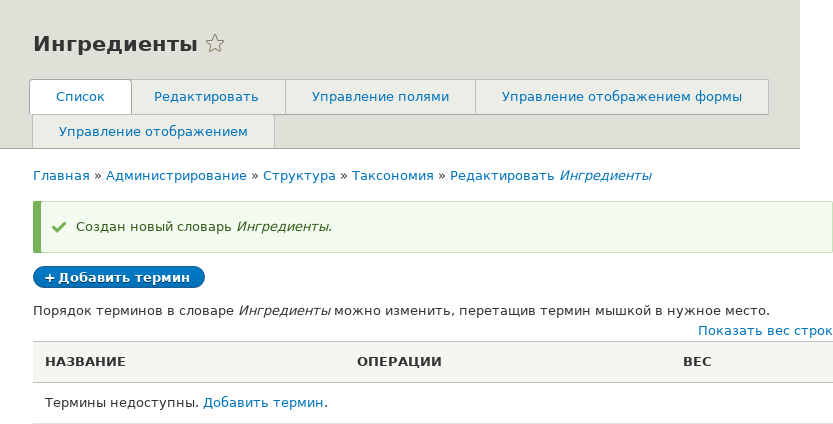 Ингредиенты
Список Редактировать Управление полями Управление отображением формы
Управление отображением
Главная » Администрирование » Структура » Таксономия » Редактировать Ингредиенты
Создан новый словарь Ингредиенты.
+ Добавить термин
Порядок терминов в словаре Ингредиенты можно изменить, перетащив термин мышкой в нужное место.
Показать вес строк
НАЗВАНИЕ ОПЕРАЦИИ ВЕС
Термины недоступны. Добавить термин.